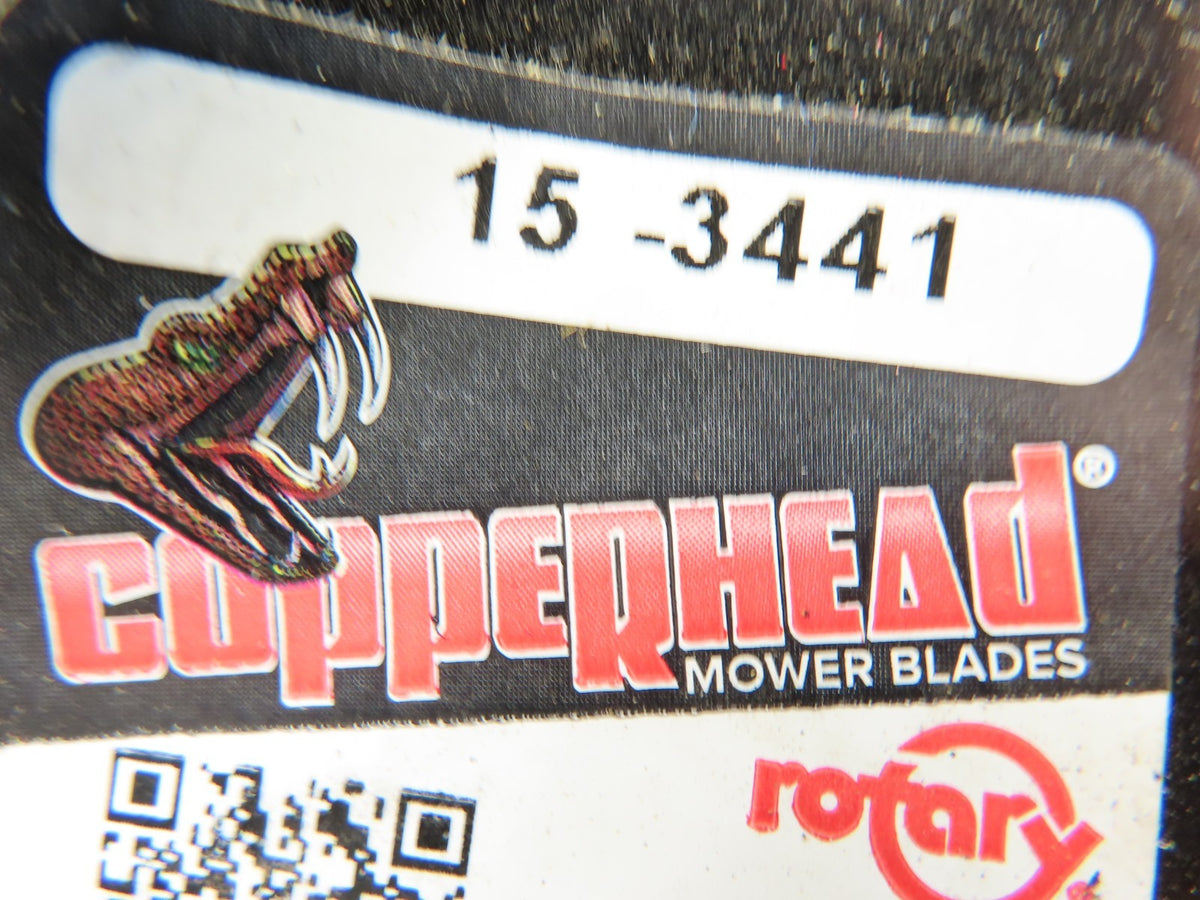 15 -3441
COPPERHEAD®
MOWER BLADES
rotary